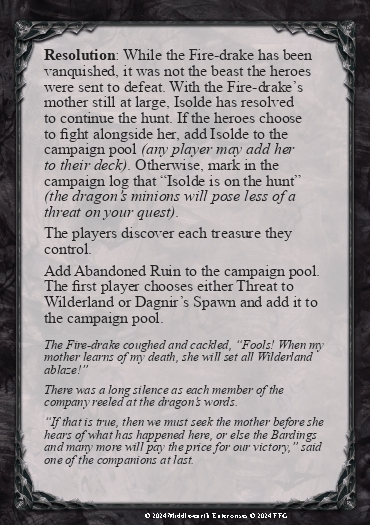 Resolution: While the Fire-drake has been
vanquished, it was not the beast the heroes
were sent to defeat. With the Fire-drake's
mother still at large, Isolde has resolved
to continue the hunt. If the heroes choose
to fight alongside her, add Isolde to the
campaign pool (any player may add her
to their deck). Otherwise, mark in the
campaign log that “Isolde is on the hunt”
(the dragon's minions will pose less of a
threat on your quest).
The players discover each treasure they
control.
Add Abandoned Ruin to the campaign pool.
The first player chooses either Threat to
Wilderland or Dagnir's Spawn and add it to
the campaign pool.
The Fire-drake coughed and cackled, “Fools! When my
mother learns of my death, she will set all Wilderland
ablaze!”
There was a long silence as each member of the
company reeled at the dragon's words.
“If that is true, then we must seek the mother before she
hears of what has happened here, or else the Bardings
and many more will pay the price for our victory,” said
one of the companions at last.
© 2024 Middle-earth Enterprises © 2024 FFG